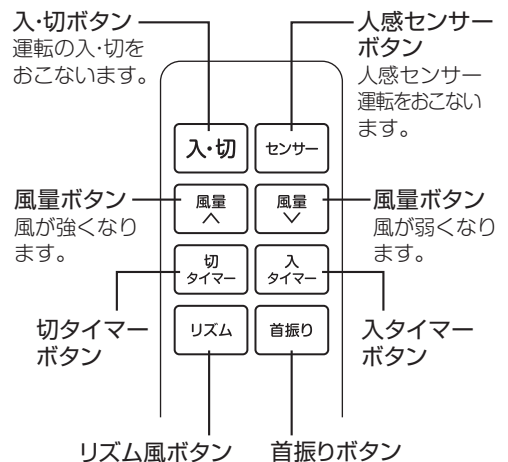 入・切ボタン
運転の入・切を
おこないます。
人感センサー
ボタン
人感センサー
運転をおこない
ます。
入・切
センサー
風量ボタン
風が強くなり
ます。
風量
風量
風量ボタン
風が弱くなり
ます。
切
タイマー
入
タイマー
切タイマー
ボタン
リズム
首振り
入タイマー
ボタン
リズム風ボタン
首振りボタン